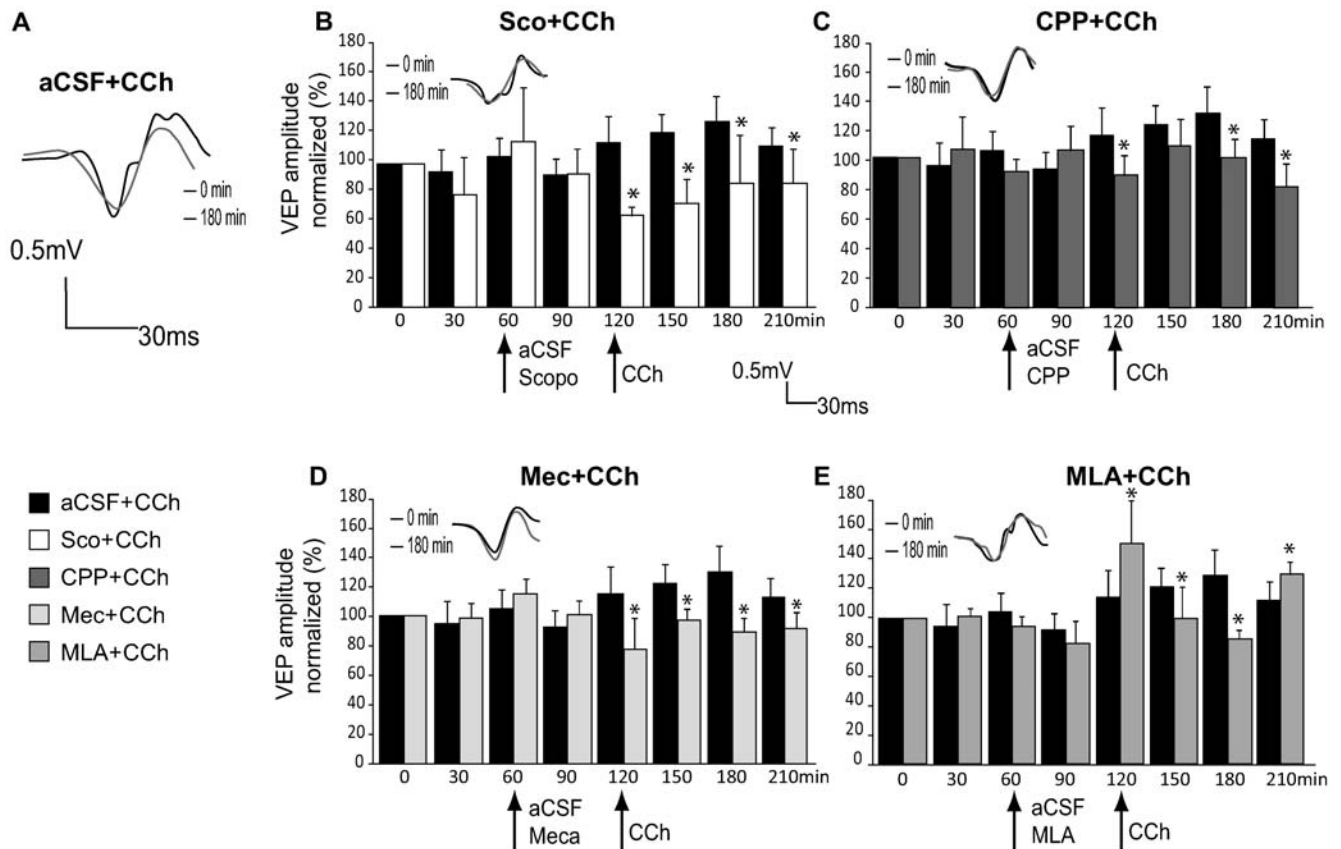 A
aCSF+CCh
0 min
180 min
0.5mV
30ms
B
Sco+CCh
VEP amplitude
normalized (%)
180
160
140
120
100
80
60
40
20
0
0 min
180 min
* * * *
0 30 60 90 120 150 180 210min
aCSF
Scopo
CCh
0.5mV
30ms
C
CPP+CCh
180
160
140
120
100
80
60
40
20
0
0 min
180 min
* * *
0 30 60 90 120 150 180 210min
aCSF
CPP
CCh
aCSF+CCh
Sco+CCh
CPP+CCh
Mec+CCh
MLA+CCh
D
Mec+CCh
VEP amplitude
normalized (%)
180
160
140
120
100
80
60
40
20
0
0 min
180 min
* * * *
0 30 60 90 120 150 180 210min
aCSF
Meca
CCh
E
MLA+CCh
180
160
140
120
100
80
60
40
20
0
0 min
180 min
* * * *
0 30 60 90 120 150 180 210min
aCSF
MLA
CCh